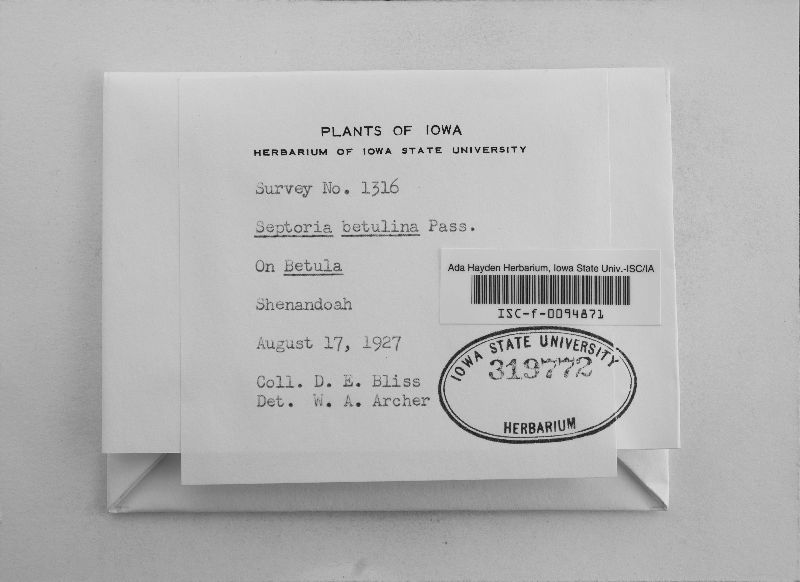 PLANTS OF IOWA
HERBARIUM OF IOWA STATE UNIVERSITY
Survey No. 1316
Septoria betulina Pass.
On Betula
Shenandoah
August 17, 1927
Coll. D. E. Bliss
Det. W. A. Archer
Ada Hayden Herbarium, Iowa State Univ.-ISC/IA
ISC-f-0094871
IOWA STATE UNIVERSITY
319772
HERBARIUM